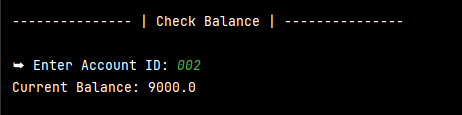 --------------- | Check Balance | ---------------
➥ Enter Account ID: 002
Current Balance: 9000.0